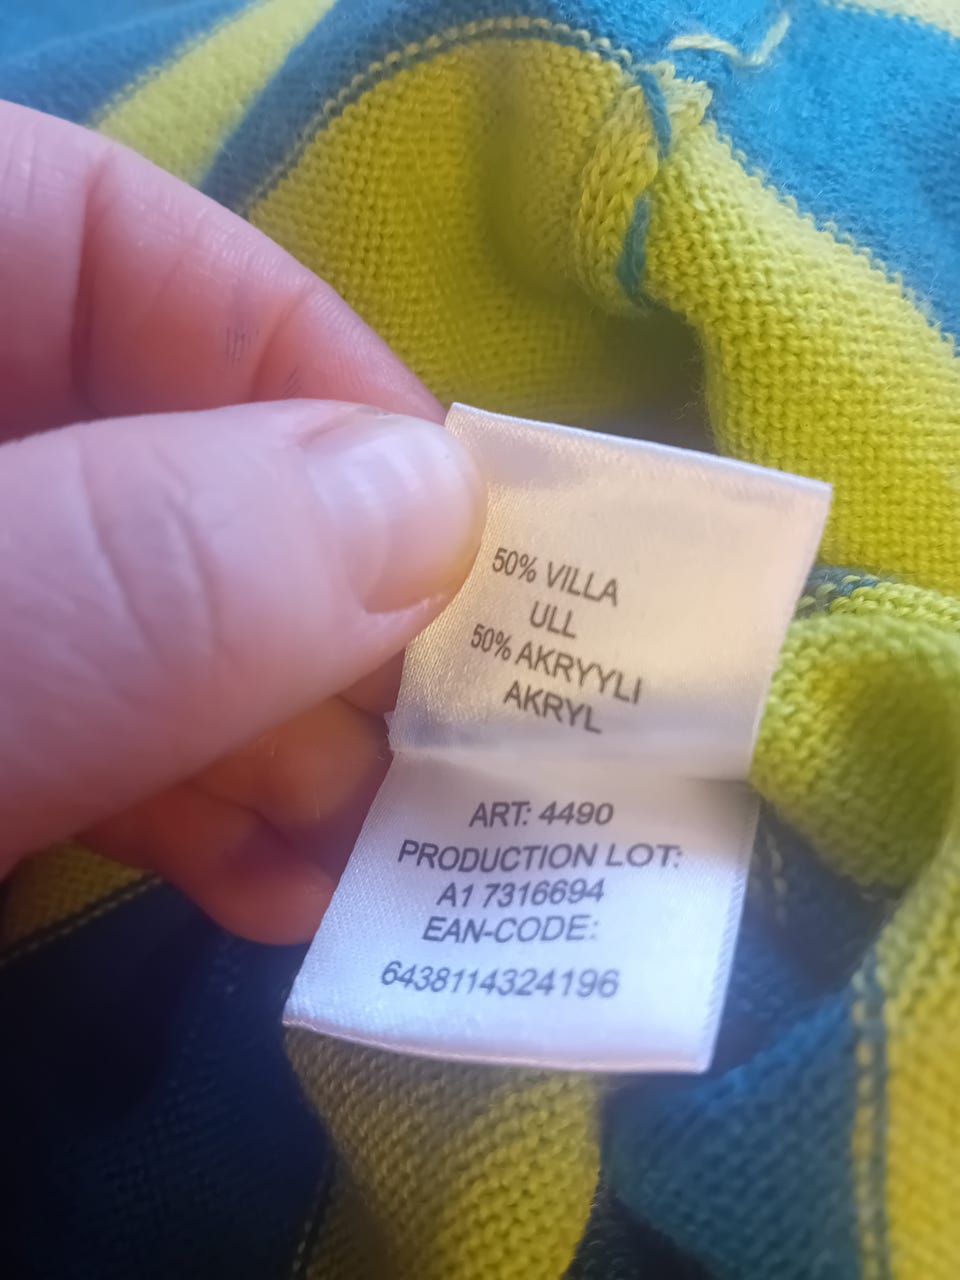 50% VILLA
ULL
50% AKRYYLI
AKRYL
ART: 4490
PRODUCTION LOT:
A1 7316694
EAN-CODE:
6438114324196